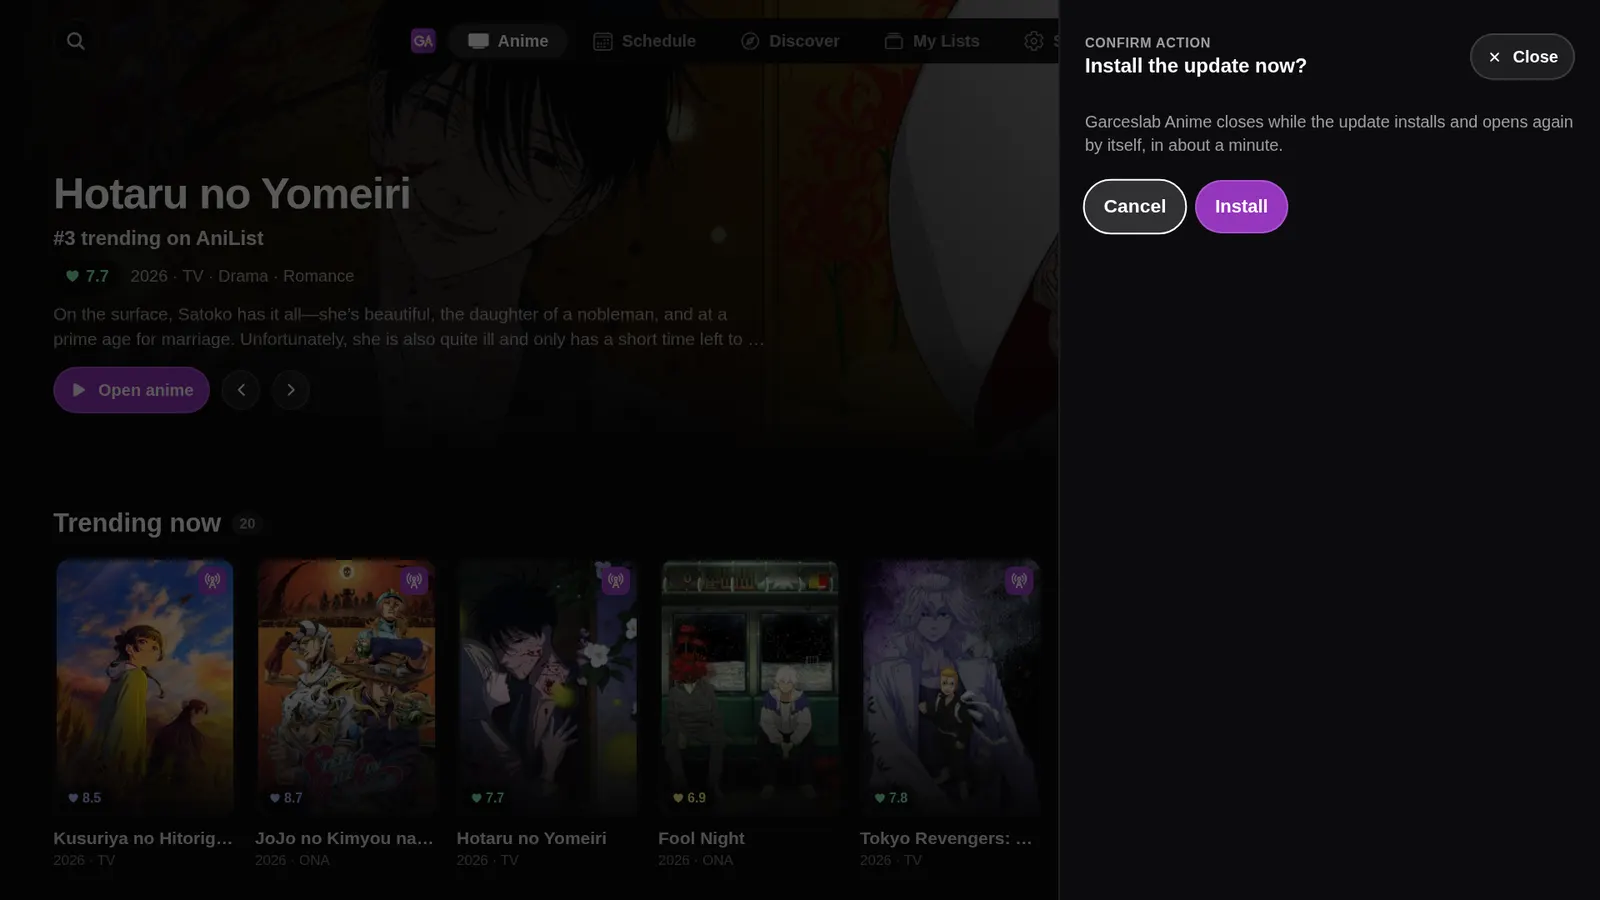 GA
Anime
Schedule
Discover
My Lists
Hotaru no Yomeiri
#3 trending on AniList
7.7
2026 · TV · Drama · Romance
On the surface, Satoko has it all—she's beautiful, the daughter of a nobleman, and at a
prime age for marriage. Unfortunately, she is also quite ill and only has a short time left to …
Open anime
Trending now
20
8.5
8.7
7.7
6.9
7.8
Kusuriya no Hitorig…
JoJo no Kimyou na…
Hotaru no Yomeiri
Fool Night
Tokyo Revengers: …
2026 · TV
2026 · ONA
2026 · TV
2026 · ONA
2026 · TV
CONFIRM ACTION
Install the update now?
Close
Garceslab Anime closes while the update installs and opens again
by itself, in about a minute.
Cancel
Install